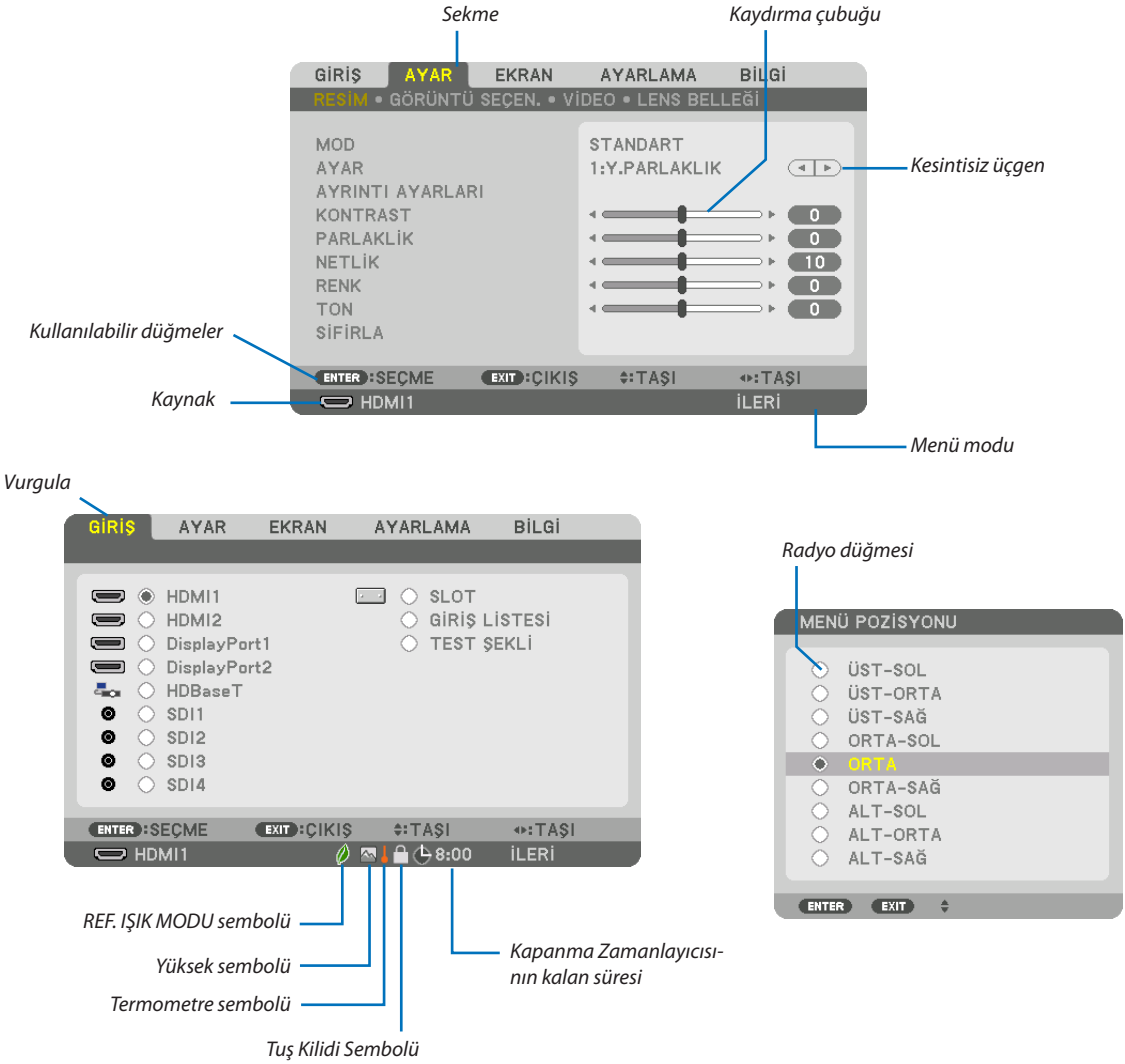 Sekme
Kaydırma çubuğu
GİRİŞ AYAR EKRAN AYARLAMA BİLGİ
RESİM • GÖRÜNTÜ SEÇEN. • VİDEO • LENS BELLEĞİ
MOD STANDART
AYAR 1:Y.PARLAKLIK
Kesintisiz üçgen
AYRINTI AYARLARI
KONTRAST 0
PARLAKLİK 0
NETLİK 10
RENK 0
TON 0
SİFİRLA
Kullanılabilir düğmeler
ENTER:SEÇME EXIT:ÇIKIŞ :TAŞI :TAŞI
Kaynak
HDMI1 İLERİ
Menü modu
Vurgula
GİRİŞ AYAR EKRAN AYARLAMA BİLGİ
HDMI1 SLOT
HDMI2 GİRİŞ LİSTESİ
DisplayPort1 TEST ŞEKLİ
DisplayPort2
HDBaseT
SDI1
SDI2
SDI3
SDI4
ENTER:SEÇME EXIT:ÇIKIŞ :TAŞI :TAŞI
HDMI1 8:00 İLERİ
Radyo düğmesi
MENÜ POZİSYONU
ÜST-SOL
ÜST-ORTA
ÜST-SAĞ
ORTA-SOL
ORTA
ORTA-SAĞ
ALT-SOL
ALT-ORTA
ALT-SAĞ
ENTER EXIT
REF. IŞIK MODU sembolü
Yüksek sembolü
Termometre sembolü
Tuş Kilidi Sembolü
Kapanma Zamanlayıcısı-
nın kalan süresi